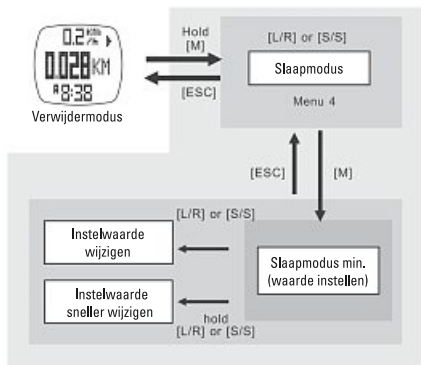 0.2 KM/h
0.028 KM
A 8:38
Verwijdermodus
Hold
[M]
[ESC]
[L/R] or [S/S]
Slaapmodus
Menu 4
[ESC]
[M]
[L/R] or [S/S]
Instelwaarde
wijzigen
Instelwaarde
sneller wijzigen
hold
[L/R] or [S/S]
Slaapmodus min.
(waarde instellen)